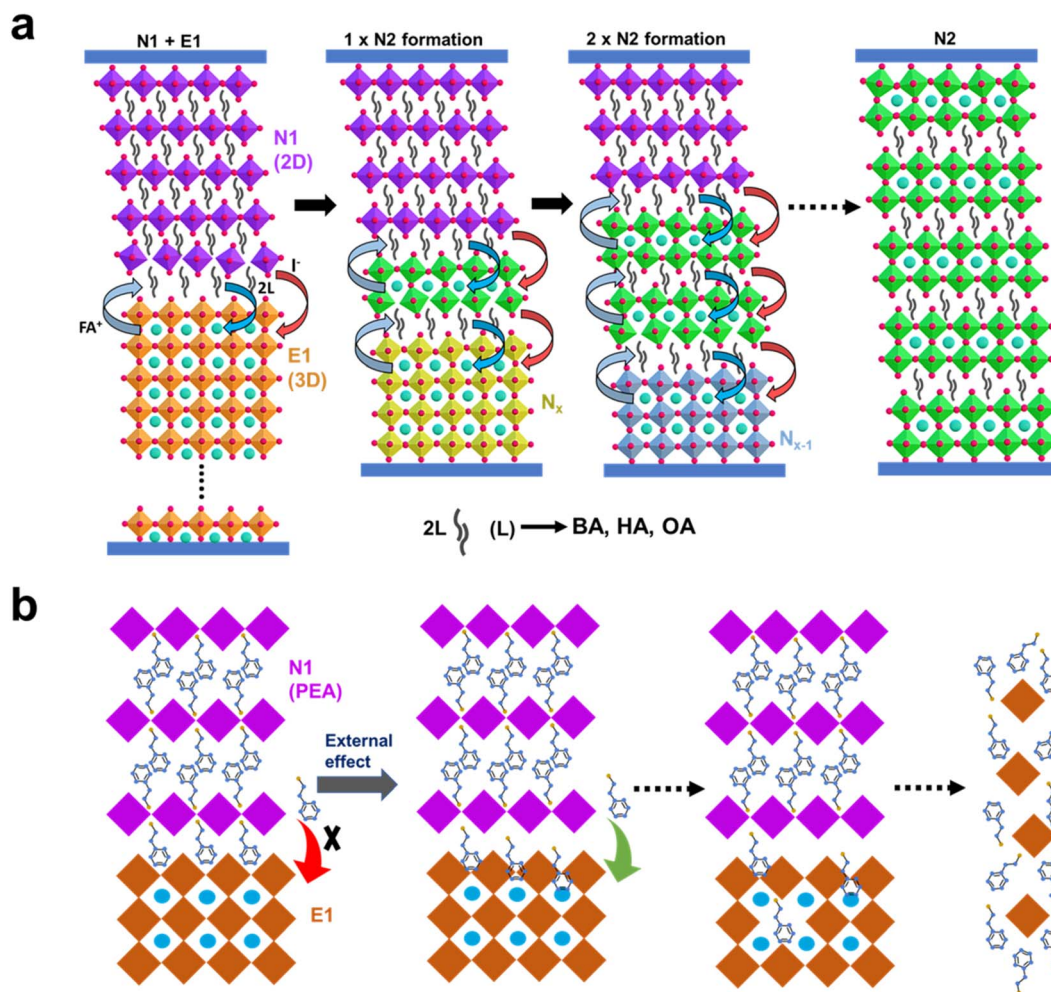 a
N1 + E1
1 x N2 formation
2 x N2 formation
N2
N1
(2D)
I-
2L
FA+
E1
(3D)
Nx
Nx-1
2L (L) BA, HA, OA
b
N1
(PEA)
External
effect
X
E1